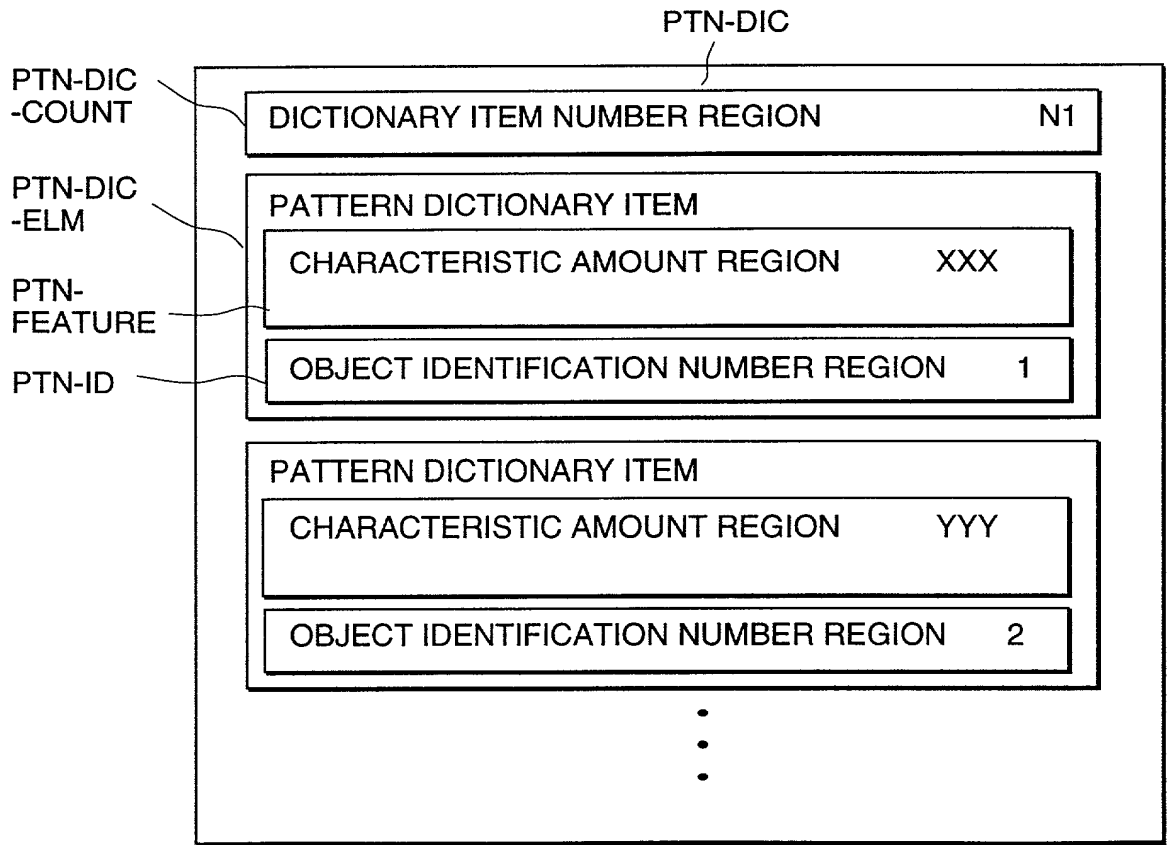 PTN-DIC
PTN-DIC
-COUNT
DICTIONARY ITEM NUMBER REGION N1
PTN-DIC
-ELM
PATTERN DICTIONARY ITEM
CHARACTERISTIC AMOUNT REGION XXX
PTN-
FEATURE
OBJECT IDENTIFICATION NUMBER REGION 1
PTN-ID
PATTERN DICTIONARY ITEM
CHARACTERISTIC AMOUNT REGION YYY
OBJECT IDENTIFICATION NUMBER REGION 2